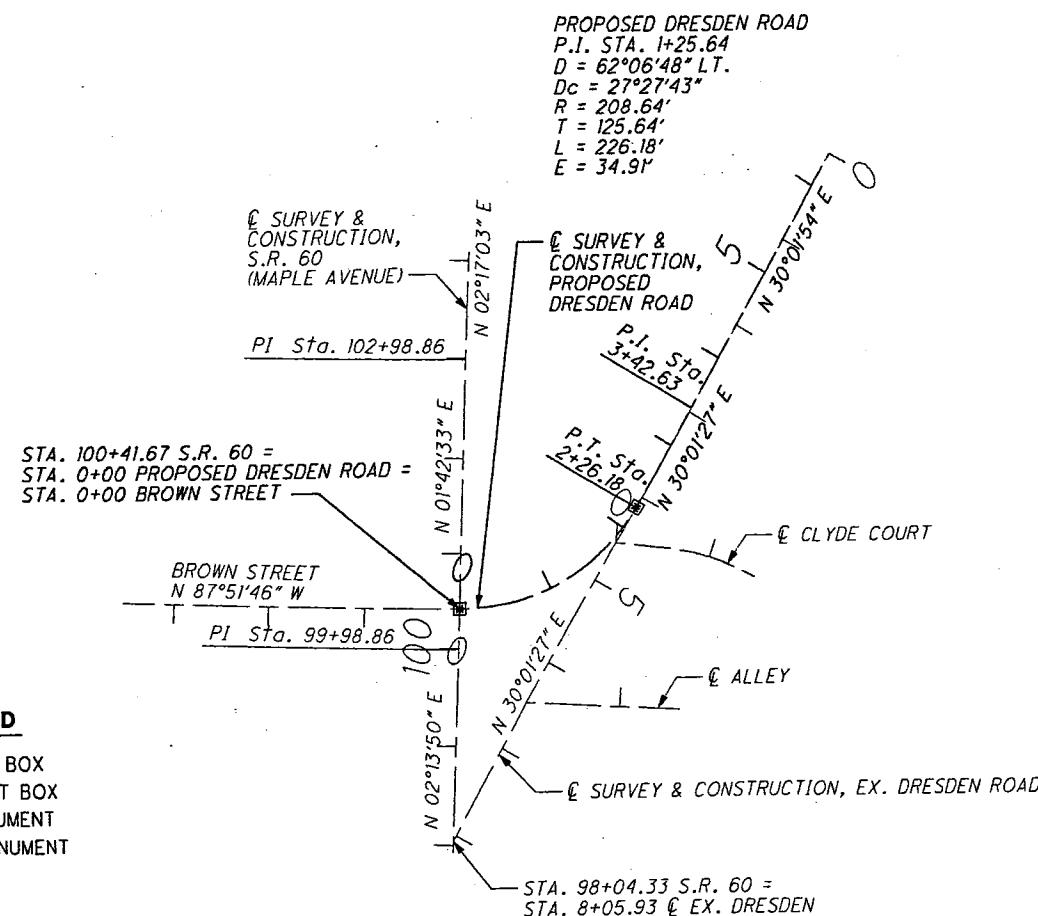 PROPOSED DRESDEN ROAD
P.I. STA. 1+25.64
D = 62°06'48" LT.
Dc = 27°27'43"
R = 208.64'
T = 125.64'
L = 226.18'
E = 34.91'
℄ SURVEY &
CONSTRUCTION,
S.R. 60
(MAPLE AVENUE)
N 02°17'03" E
℄ SURVEY &
CONSTRUCTION,
PROPOSED
DRESDEN ROAD
0
5
N 30°01'54" E
PI Sta. 102+98.86
P.I. Sta.
3+42.63
N 01°42'33" E
N 30°01'27" E
P.T. Sta.
2+26.18
0
STA. 100+41.67 S.R. 60 =
STA. 0+00 PROPOSED DRESDEN ROAD =
STA. 0+00 BROWN STREET
℄ CLYDE COURT
BROWN STREET
N 87°51'46" W
0
5
PI Sta. 99+98.86
100
0
N 30°01'27" E
℄ ALLEY
N 02°13'50" E
D
BOX
T BOX
UMENT
NUMENT
℄ SURVEY & CONSTRUCTION, EX. DRESDEN ROAD
STA. 98+04.33 S.R. 60 =
STA. 8+05.93 ℄ EX. DRESDEN